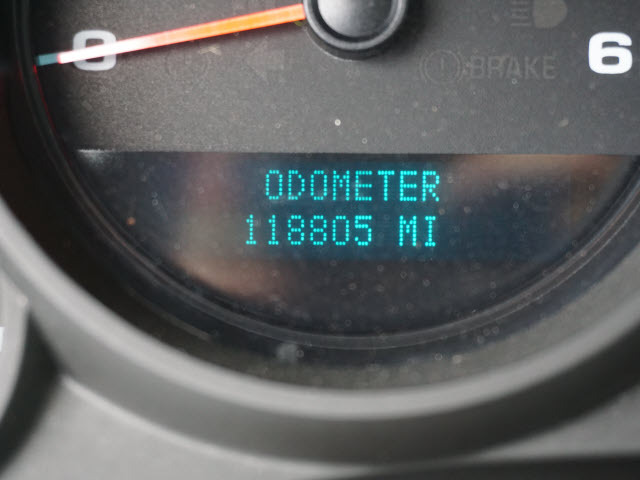 0 6
BRAKE
ODOMETER
118805 MI